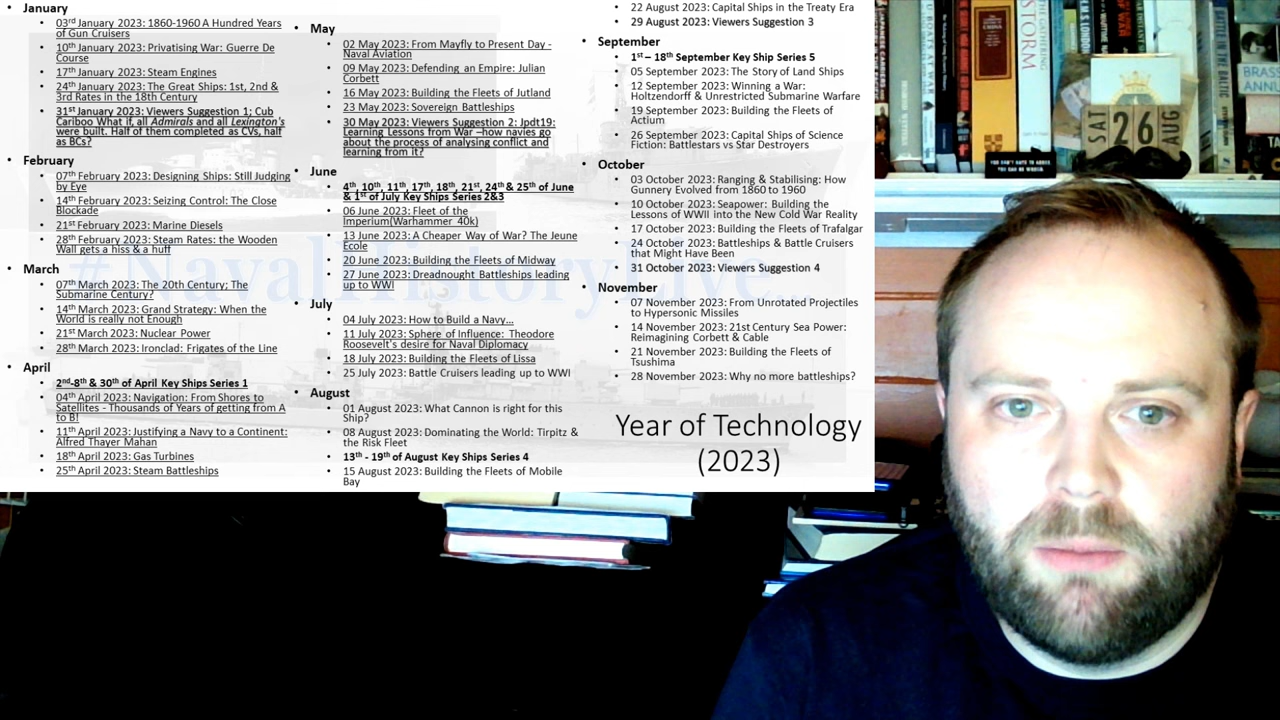 January
03rd January 2023: 1860-1960 A Hundred Years
of Gun Cruisers
10th January 2023: Privatising War: Guerre De
Course
17th January 2023: Steam Engines
24th January 2023: The Great Ships: 1st, 2nd &
3rd Rates in the 18th Century
31st January 2023: Viewers Suggestion 1; Cub
Cariboo What if, all Admirals and all Lexington's
were built. Half of them completed as CVs, half
as BCs?
February
07th February 2023: Designing Ships: Still Judging
by Eye
14th February 2023: Seizing Control: The Close
Blockade
21st February 2023: Marine Diesels
28th February 2023: Steam Rates: the Wooden
Wall gets a hiss & a huff
March
07th March 2023: The 20th Century; The
Submarine Century?
14th March 2023: Grand Strategy: When the
World is really not Enough
21st March 2023: Nuclear Power
28th March 2023: Ironclad: Frigates of the Line
April
2nd-8th & 30th of April Key Ships Series 1
04th April 2023: Navigation: From Shores to
Satellites - Thousands of Years of getting from A
to B!
11th April 2023: Justifying a Navy to a Continent:
Alfred Thayer Mahan
18th April 2023: Gas Turbines
25th April 2023: Steam Battleships
May
02 May 2023: From Mayfly to Present Day -
Naval Aviation
09 May 2023: Defending an Empire: Julian
Corbett
16 May 2023: Building the Fleets of Jutland
23 May 2023: Sovereign Battleships
30 May 2023: Viewers Suggestion 2: Jpdt19:
Learning Lessons from War –how navies go
about the process of analysing conflict and
learning from it?
June
4th, 10th, 11th, 17th, 18th, 21st, 24th & 25th of June
& 1st of July Key Ships Series 2&3
06 June 2023: Fleet of the
Imperium(Warhammer 40k)
13 June 2023: A Cheaper Way of War? The Jeune
Ecole
20 June 2023: Building the Fleets of Midway
27 June 2023: Dreadnought Battleships leading
up to WWI
July
04 July 2023: How to Build a Navy...
11 July 2023: Sphere of Influence: Theodore
Roosevelt's desire for Naval Diplomacy
18 July 2023: Building the Fleets of Lissa
25 July 2023: Battle Cruisers leading up to WWI
August
01 August 2023: What Cannon is right for this
Ship?
08 August 2023: Dominating the World: Tirpitz &
the Risk Fleet
13th - 19th of August Key Ships Series 4
15 August 2023: Building the Fleets of Mobile
Bay
22 August 2023: Capital Ships in the Treaty Era
29 August 2023: Viewers Suggestion 3
September
1st – 18th September Key Ship Series 5
05 September 2023: The Story of Land Ships
12 September 2023: Winning a War:
Holtzendorff & Unrestricted Submarine Warfare
19 September 2023: Building the Fleets of
Actium
26 September 2023: Capital Ships of Science
Fiction: Battlestars vs Star Destroyers
October
03 October 2023: Ranging & Stabilising: How
Gunnery Evolved from 1860 to 1960
10 October 2023: Seapower: Building the
Lessons of WWII into the New Cold War Reality
17 October 2023: Building the Fleets of Trafalgar
24 October 2023: Battleships & Battle Cruisers
that Might Have Been
31 October 2023: Viewers Suggestion 4
November
07 November 2023: From Unrotated Projectiles
to Hypersonic Missiles
14 November 2023: 21st Century Sea Power:
Reimagining Corbett & Cable
21 November 2023: Building the Fleets of
Tsushima
28 November 2023: Why no more battleships?
Year of Technology
(2023)
#NavalHistoryLive
THE GATHERING
STORM
SAT 26 AUG
BRASS
ANNU